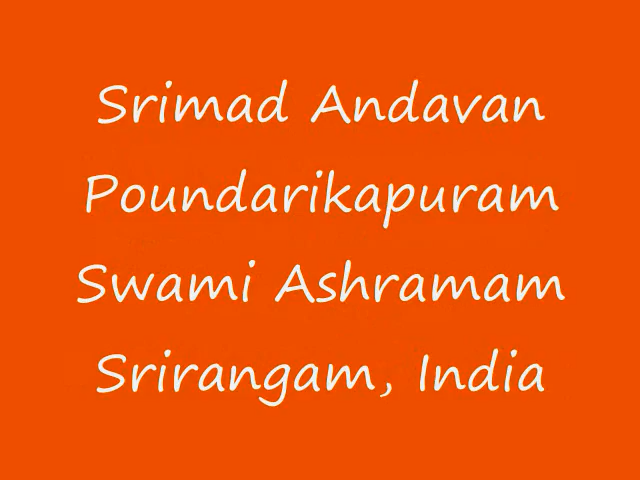 Srimad Andavan
Poundarikapuram
Swami Ashramam
Srirangam, India